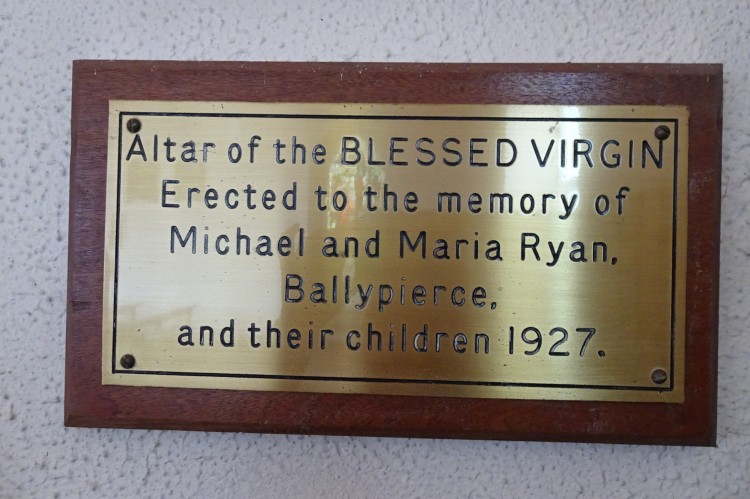 Altar of the BLESSED VIRGIN
Erected to the memory of
Michael and Maria Ryan,
Ballypierce,
and their children 1927.